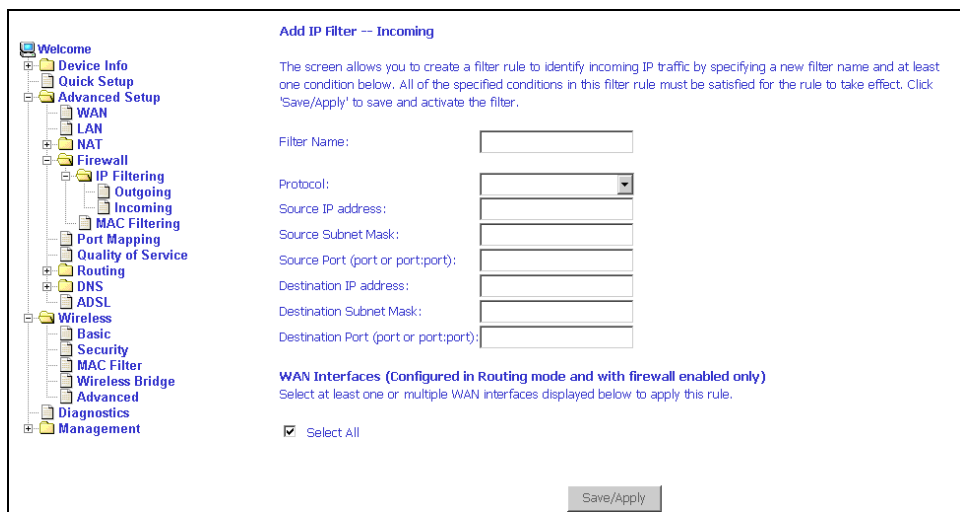 Welcome
Device Info
Quick Setup
Advanced Setup
WAN
LAN
NAT
Firewall
IP Filtering
Outgoing
Incoming
MAC Filtering
Port Mapping
Quality of Service
Routing
DNS
ADSL
Wireless
Basic
Security
MAC Filter
Wireless Bridge
Advanced
Diagnostics
Management
Add IP Filter -- Incoming
The screen allows you to create a filter rule to identify incoming IP traffic by specifying a new filter name and at least
one condition below. All of the specified conditions in this filter rule must be satisfied for the rule to take effect. Click
'Save/Apply' to save and activate the filter.
Filter Name:
Protocol:
Source IP address:
Source Subnet Mask:
Source Port (port or port:port):
Destination IP address:
Destination Subnet Mask:
Destination Port (port or port:port):
WAN Interfaces (Configured in Routing mode and with firewall enabled only)
Select at least one or multiple WAN interfaces displayed below to apply this rule.
Select All
Save/Apply